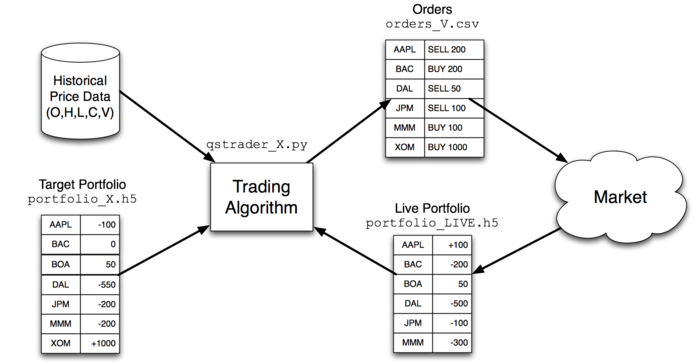 Orders
orders_V.csv
AAPL SELL 200
BAC BUY 200
DAL SELL 50
JPM SELL 100
MMM BUY 100
XOM BUY 1000
Historical
Price Data
(O,H,L,C,V)
qstrader_X.py
Trading
Algorithm
Market
Target Portfolio
portfolio_X.h5
AAPL -100
BAC 0
BOA 50
DAL -550
JPM -200
MMM -200
XOM +1000
Live Portfolio
portfolio_LIVE.h5
AAPL +100
BAC -200
BOA 50
DAL -500
JPM -100
MMM -300